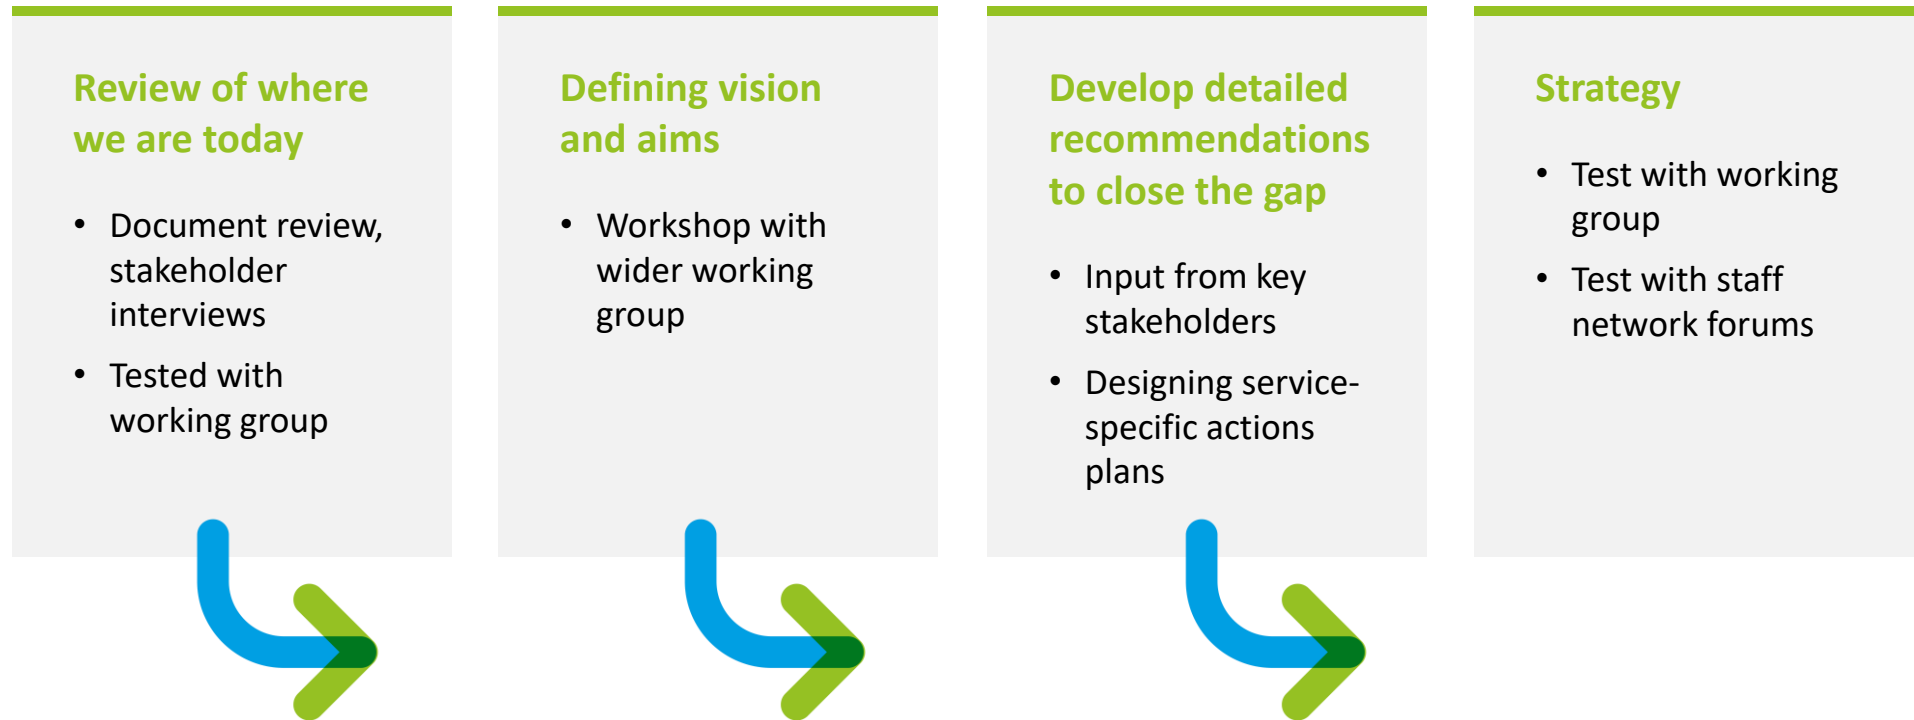 Review of where
we are today
• Document review,
stakeholder
interviews
• Tested with
working group
Defining vision
and aims
• Workshop with
wider working
group
Develop detailed
recommendations
to close the gap
• Input from key
stakeholders
• Designing service-
specific actions
plans
Strategy
• Test with working
group
• Test with staff
network forums